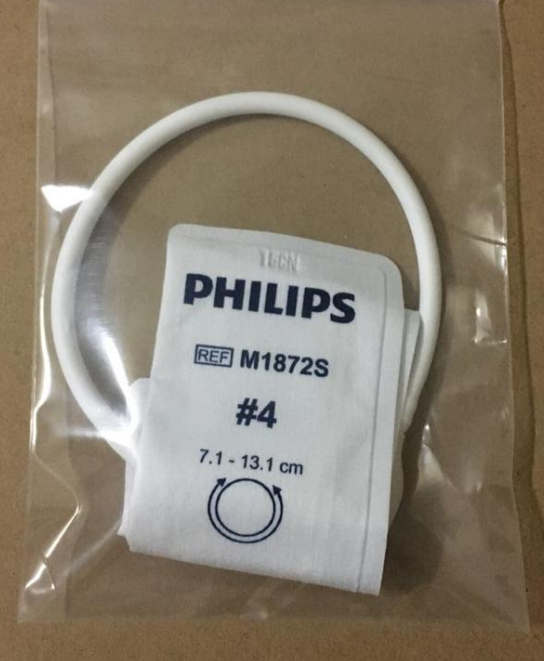 PHILIPS
REF M1872S
#4
7.1 - 13.1 cm